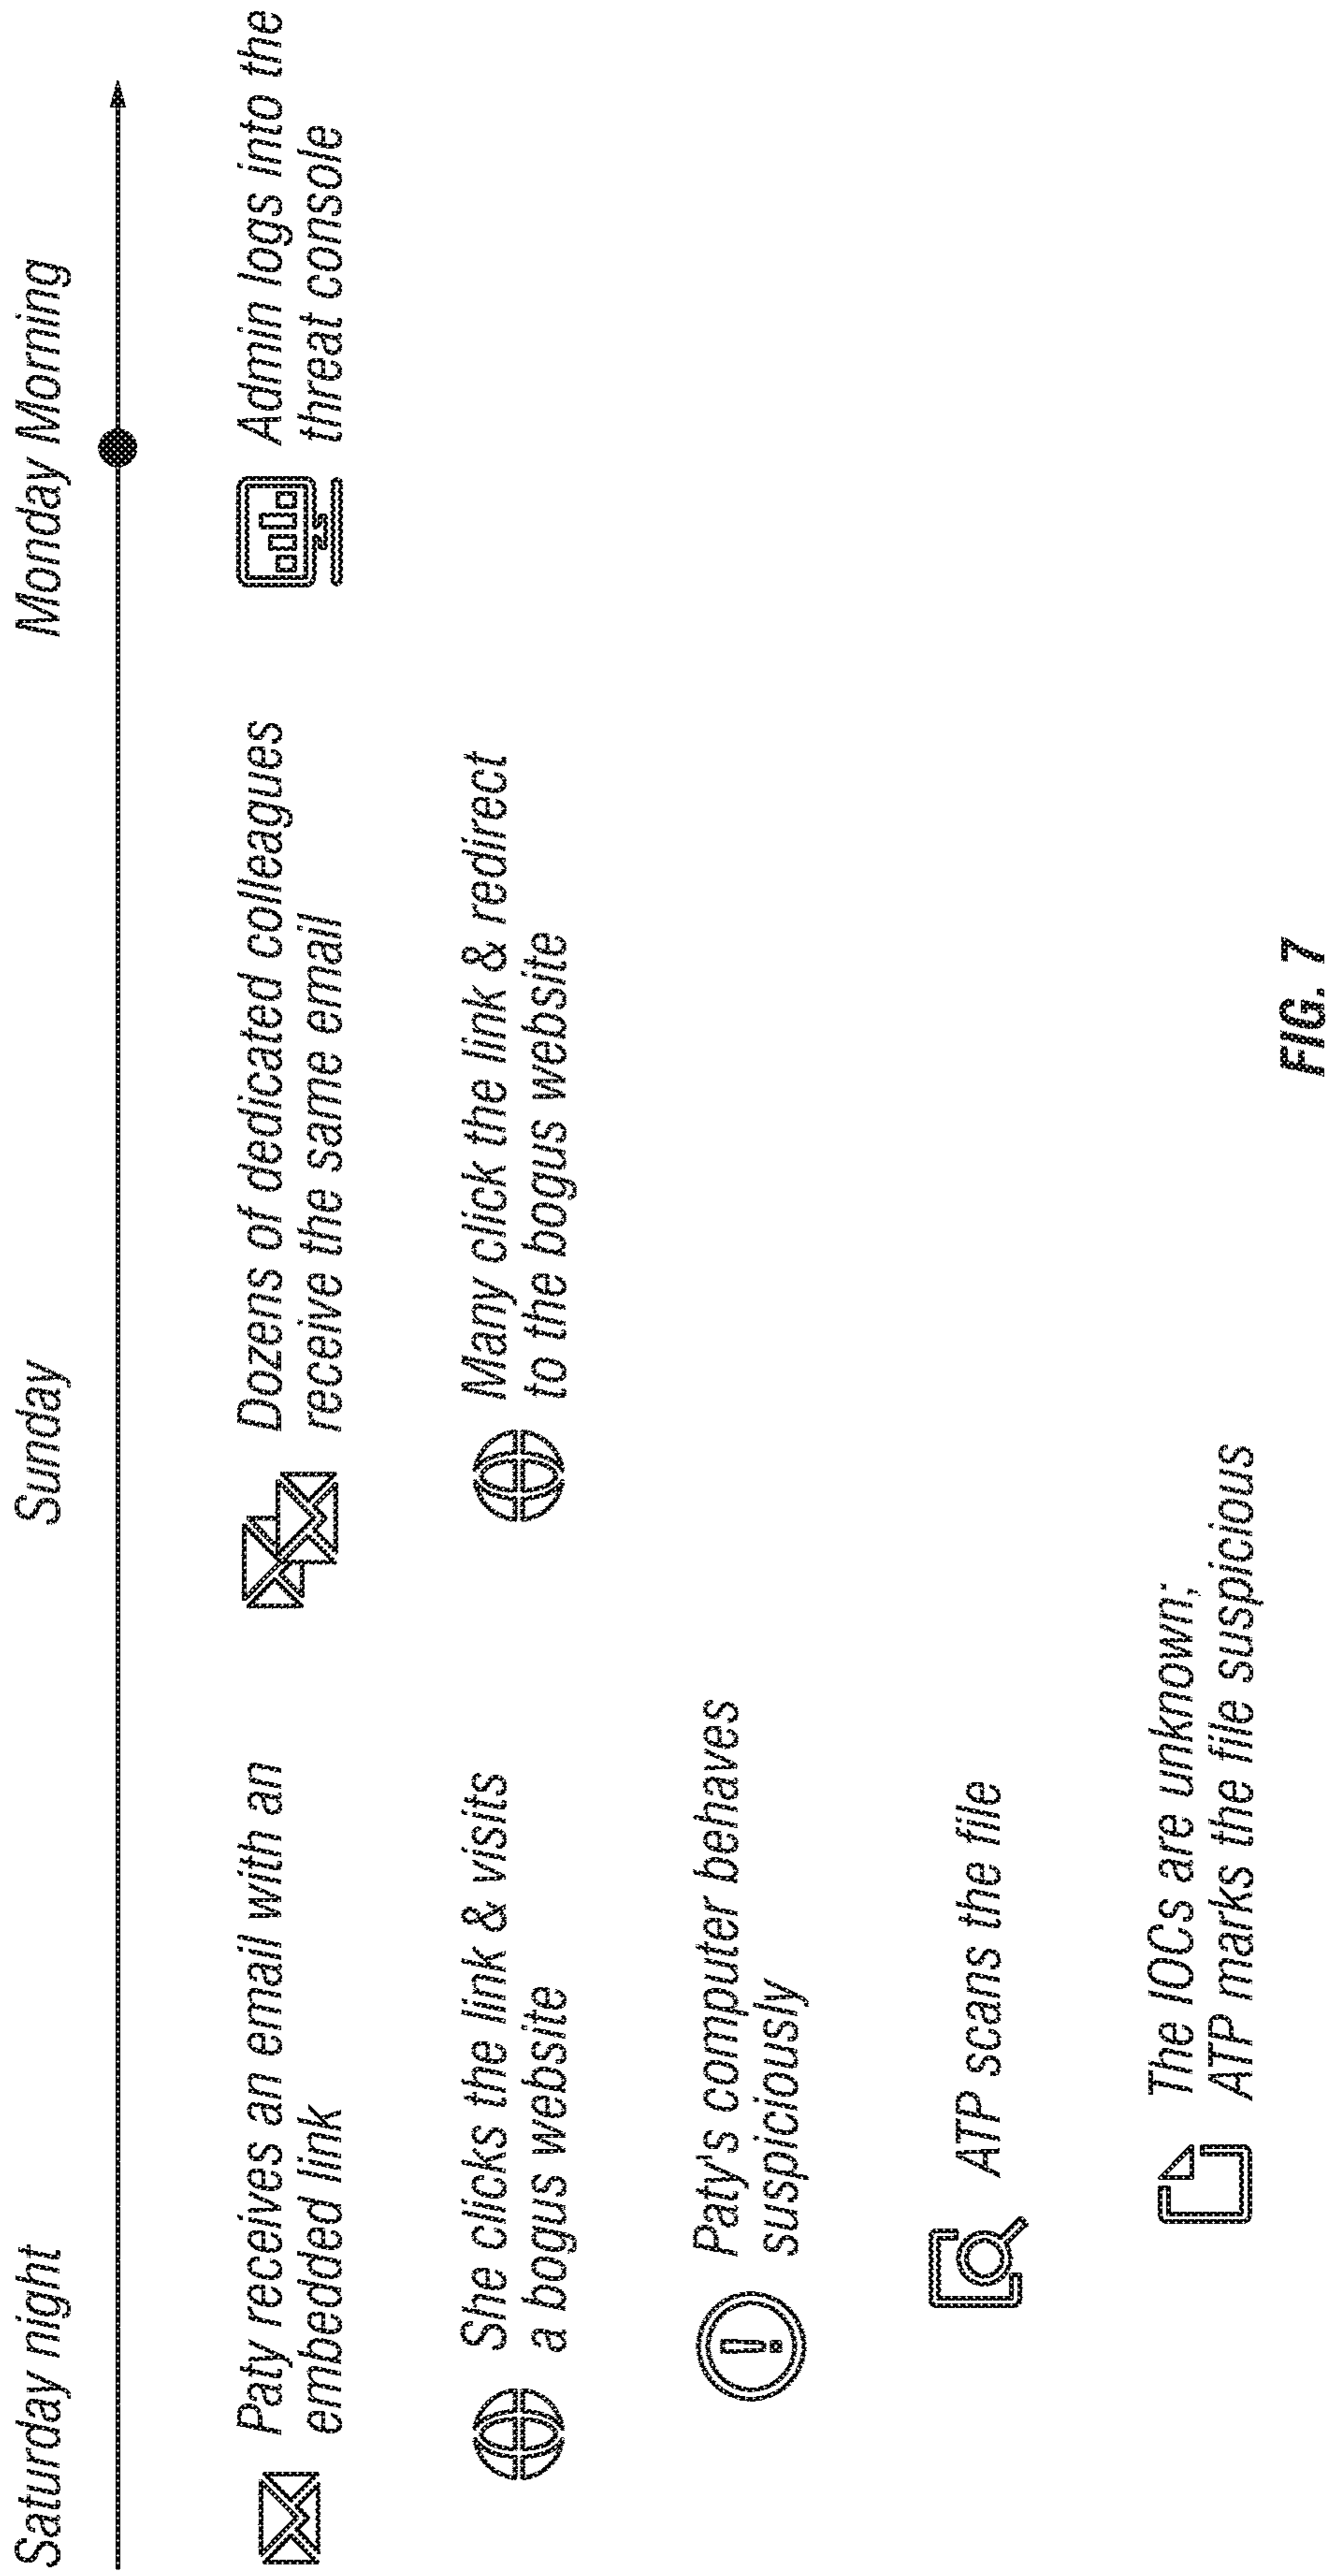 Saturday night
Sunday
Monday Morning
Paty receives an email with an
embedded link
She clicks the link & visits
a bogus website
Paty's computer behaves
suspiciously
ATP scans the file
The IOCs are unknown;
ATP marks the file suspicious
Dozens of dedicated colleagues
receive the same email
Many click the link & redirect
to the bogus website
Admin logs into the
threat console
FIG. 7